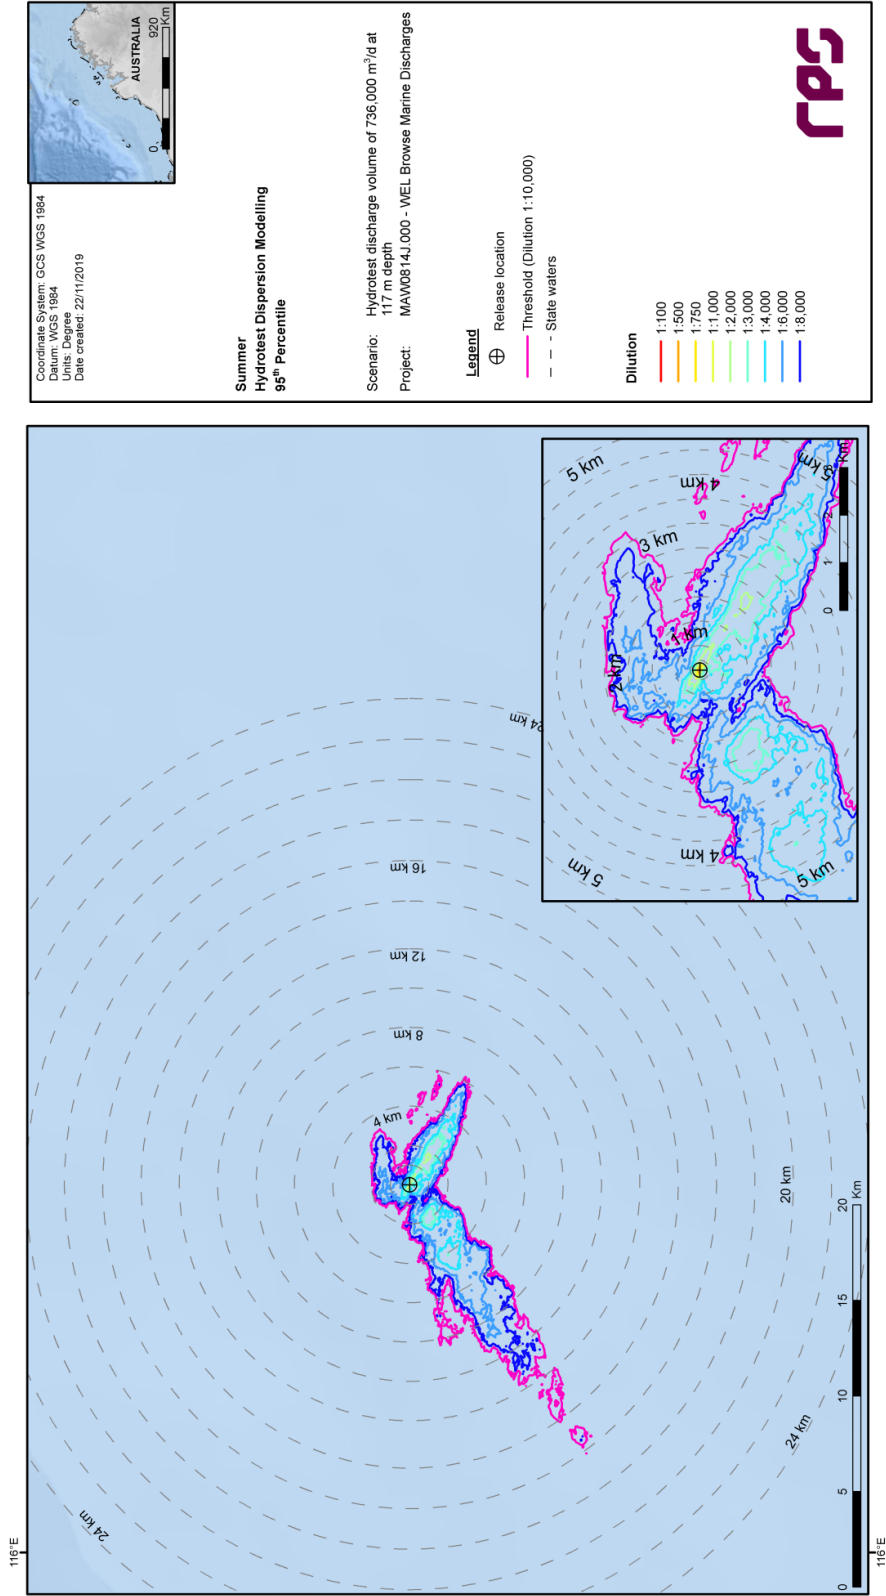 Coordinate System: GCS WGS 1984
Datum: WGS 1984
Units: Degree
Date created: 22/11/2019
AUSTRALIA
0
920
Km
Summer
Hydrotest Dispersion Modelling
95th Percentile
Scenario: Hydrotest discharge volume of 736,000 m³/d at
117 m depth
Project: MAW0814J.000 - WEL Browse Marine Discharges
Legend
Release location
Threshold (Dilution 1:10,000)
State waters
Dilution
1:100
1:500
1:750
1:1,000
1:2,000
1:3,000
1:4,000
1:6,000
1:8,000
rps
116°E
116°E
24 km
24 km
24 km
20 km
16 km
12 km
8 km
4 km
0
5
10
15
20
Km
5 km
4 km
3 km
2 km
1 km
4 km
5 km
5 km
5 km
0
1
2
3
Km